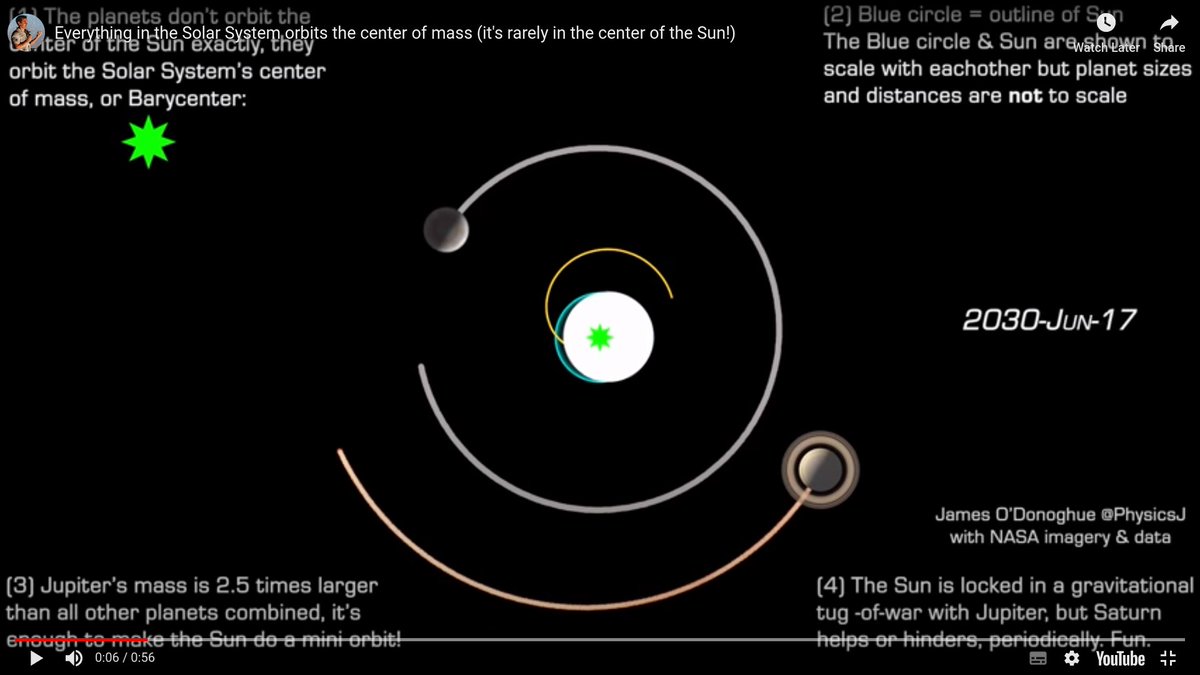 (1) The planets don't orbit the
center of the Sun exactly, they
orbit the Solar System's center
of mass, or Barycenter:
Everything in the Solar System orbits the center of mass (it's rarely in the center of the Sun!)
(2) Blue circle = outline of Sun
The Blue circle & Sun are shown to
scale with eachother but planet sizes
and distances are not to scale
Watch Later
Share
2030-Jun-17
James O'Donoghue @PhysicsJ
with NASA imagery & data
(3) Jupiter's mass is 2.5 times larger
than all other planets combined, it's
enough to make the Sun do a mini orbit!
(4) The Sun is locked in a gravitational
tug -of-war with Jupiter, but Saturn
helps or hinders, periodically. Fun.
0:06 / 0:56
YouTube